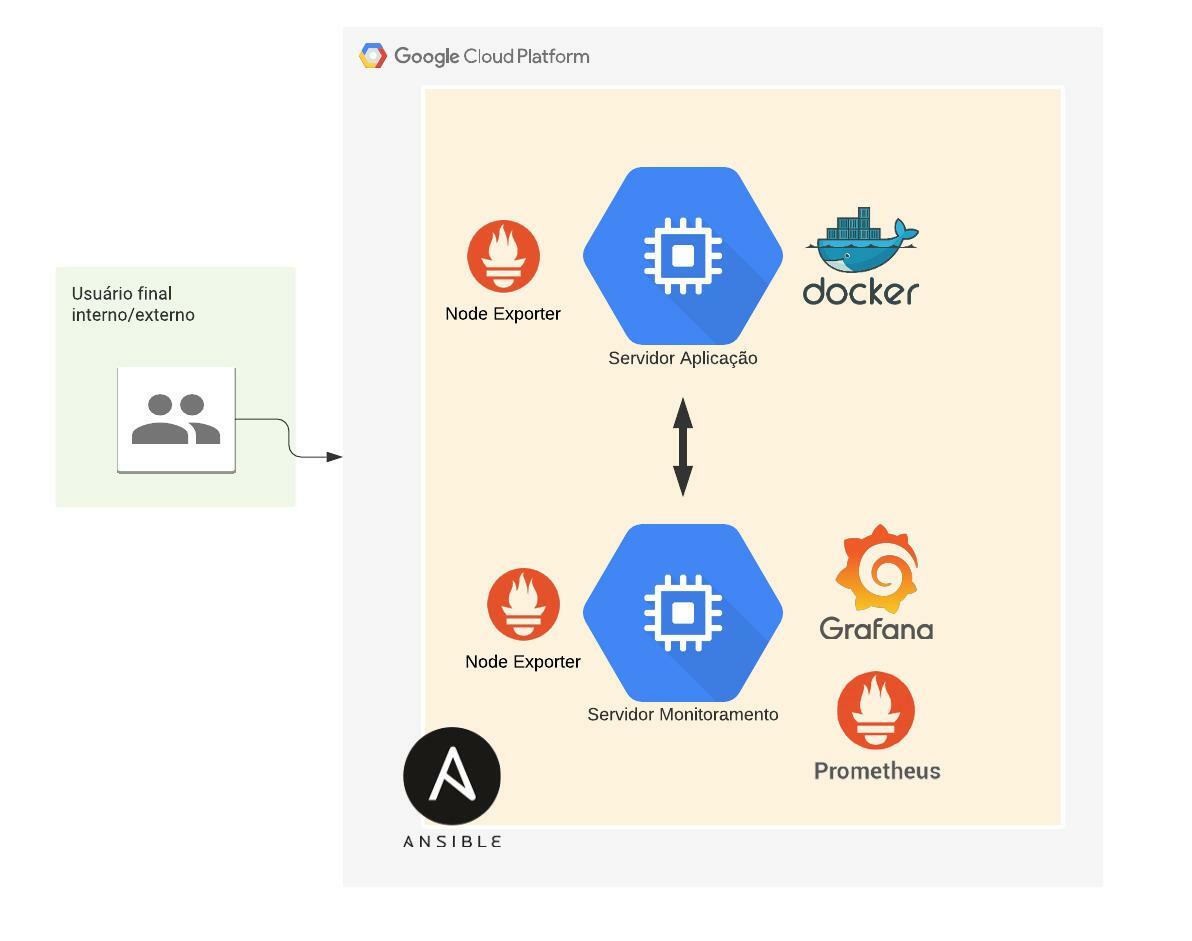 Google Cloud Platform
Node Exporter
docker
Servidor Aplicação
Usuário final
interno/externo
Node Exporter
Grafana
Servidor Monitoramento
Prometheus
ANSIBLE